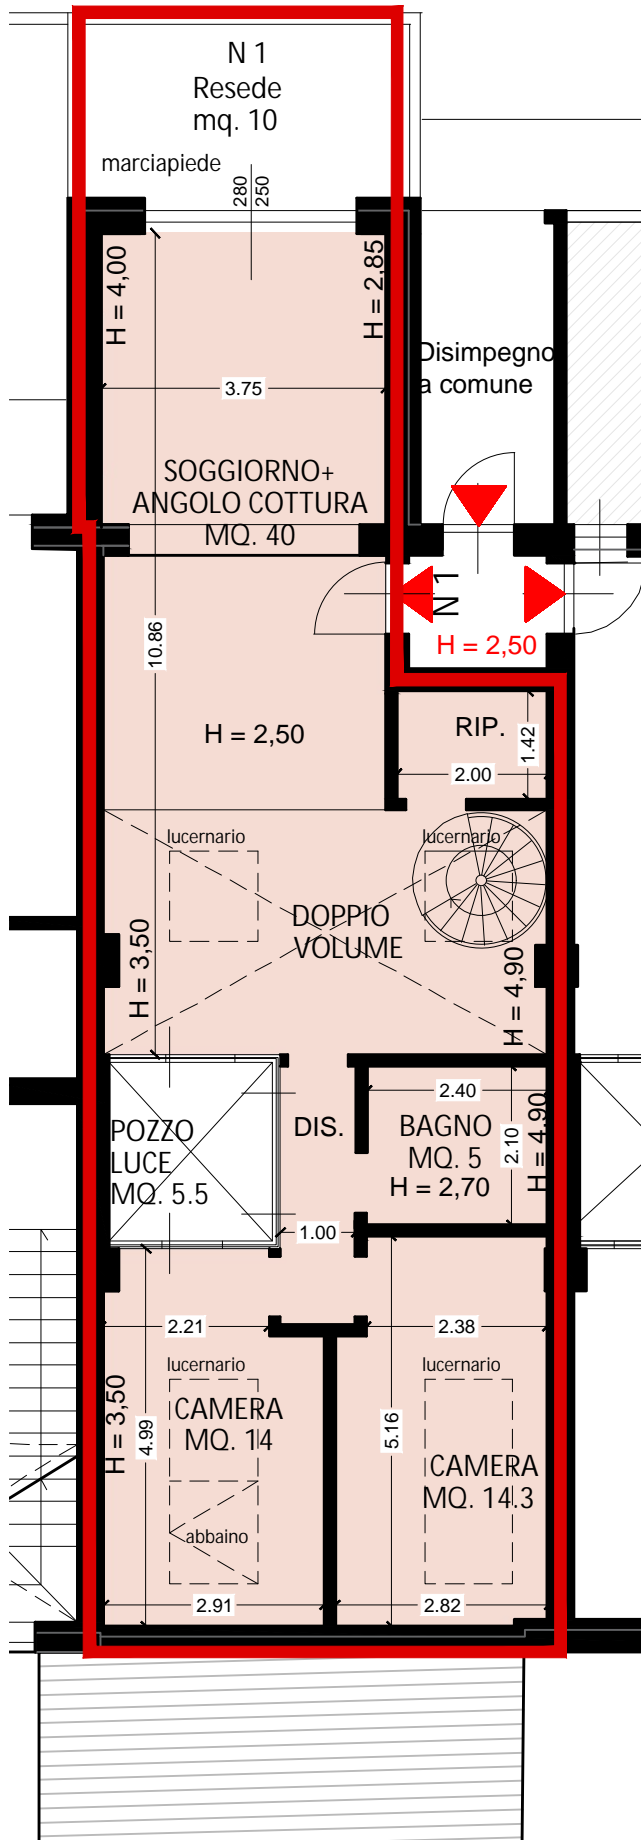 N 1
Resede
mq. 10
marciapiede
280
250
H = 4,00
H = 2,85
Disimpegno
a comune
3.75
SOGGIORNO+
ANGOLO COTTURA
MQ. 40
N 1
H = 2,50
10.86
H = 2,50
RIP.
1.42
2.00
lucernario
lucernario
DOPPIO
VOLUME
H = 3,50
H = 4,90
POZZO
LUCE
MQ. 5.5
DIS.
2.40
BAGNO
MQ. 5
H = 2,70
2.10
H = 4.90
1.00
2.21
2.38
lucernario
lucernario
H = 3,50
4.99
CAMERA
MQ. 14
5.16
CAMERA
MQ. 14.3
abbaino
2.91
2.82